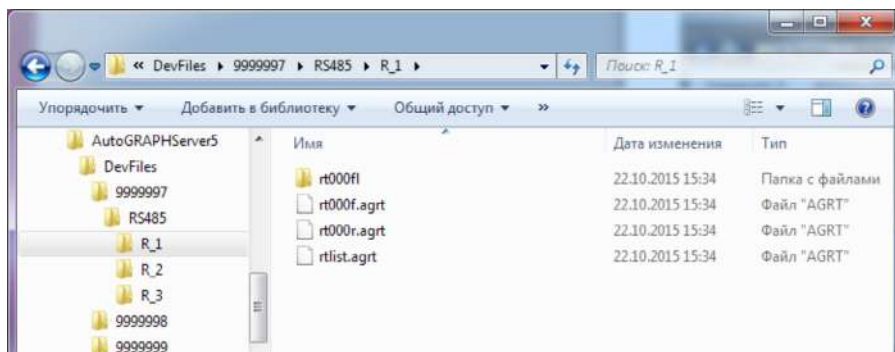 « DevFiles ▸ 9999997 ▸ RS485 ▸ R_1 ▸
Поиск: R_1
Упорядочить ▾ Добавить в библиотеку ▾ Общий доступ ▾ »
AutoGRAPHServer5
DevFiles
9999997
RS485
R_1
R_2
R_3
9999998
9999999
Имя Дата изменения Тип
rt000fl 22.10.2015 15:34 Папка с файлами
rt000f.agrt 22.10.2015 15:34 Файл "AGRT"
rt000r.agrt 22.10.2015 15:34 Файл "AGRT"
rtlist.agrt 22.10.2015 15:34 Файл "AGRT"